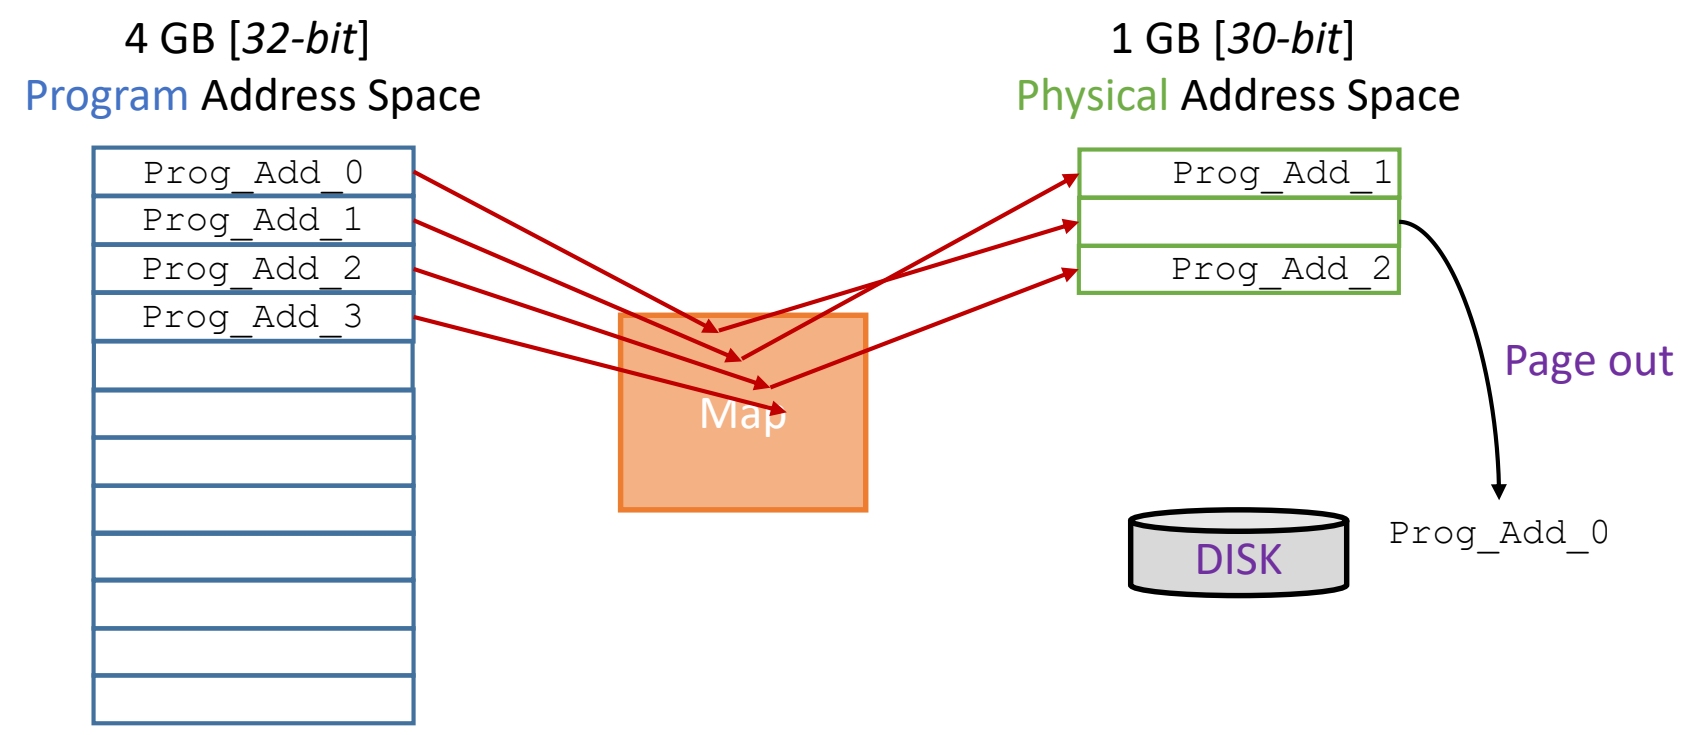 4 GB [32-bit]
Program Address Space
1 GB [30-bit]
Physical Address Space
Prog_Add_0
Prog_Add_1
Prog_Add_2
Prog_Add_3
Map
Prog_Add_1
Prog_Add_2
Page out
DISK
Prog_Add_0